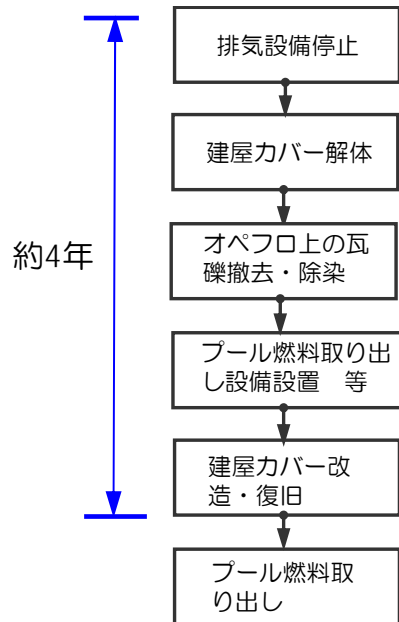 排気設備停止
建屋カバー解体
約4年
オペフロ上の瓦
礫撤去・除染
プール燃料取り出
し設備設置　等
建屋カバー改
造・復旧
プール燃料取
り出し